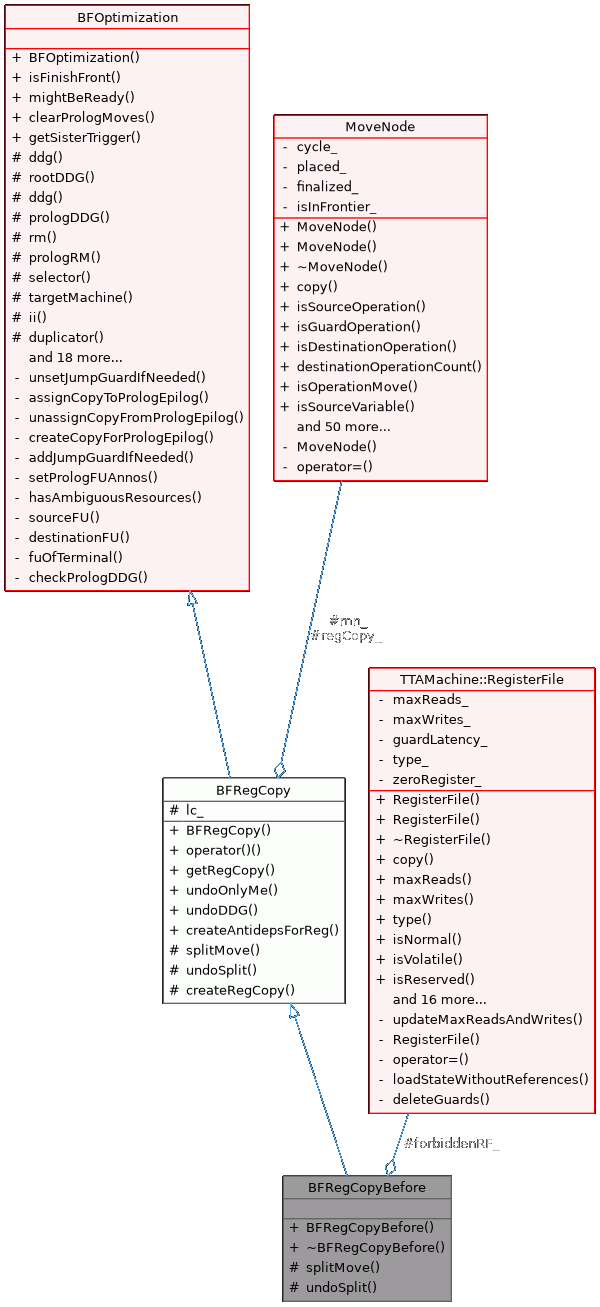 BFOptimization
+ BFOptimization()
+ isFinishFront()
+ mightBeReady()
+ clearPrologMoves()
+ getSisterTrigger()
# ddg()
# rootDDG()
# ddg()
# prologDDG()
# rm()
# prologRM()
# selector()
# targetMachine()
# ii()
# duplicator()
and 18 more...
- unsetJumpGuardIfNeeded()
- assignCopyToPrologEpilog()
- unassignCopyFromPrologEpilog()
- createCopyForPrologEpilog()
- addJumpGuardIfNeeded()
- setPrologFUAnnos()
- hasAmbiguousResources()
- sourceFU()
- destinationFU()
- fuOfTerminal()
- checkPrologDDG()
MoveNode
- cycle_
- placed_
- finalized_
- isInFrontier_
+ MoveNode()
+ MoveNode()
+ ~MoveNode()
+ copy()
+ isSourceOperation()
+ isGuardOperation()
+ isDestinationOperation()
+ destinationOperationCount()
+ isOperationMove()
+ isSourceVariable()
and 50 more...
- MoveNode()
- operator=()
#mn_
#regCopy_
TTAMachine::RegisterFile
- maxReads_
- maxWrites_
- guardLatency_
- type_
- zeroRegister_
+ RegisterFile()
+ RegisterFile()
+ ~RegisterFile()
+ copy()
+ maxReads()
+ maxWrites()
+ type()
+ isNormal()
+ isVolatile()
+ isReserved()
and 16 more...
- updateMaxReadsAndWrites()
- RegisterFile()
- operator=()
- loadStateWithoutReferences()
- deleteGuards()
BFRegCopy
# lc_
+ BFRegCopy()
+ operator()()
+ getRegCopy()
+ undoOnlyMe()
+ undoDDG()
+ createAntidepsForReg()
# splitMove()
# undoSplit()
# createRegCopy()
#forbiddenRF_
BFRegCopyBefore
+ BFRegCopyBefore()
+ ~BFRegCopyBefore()
# splitMove()
# undoSplit()